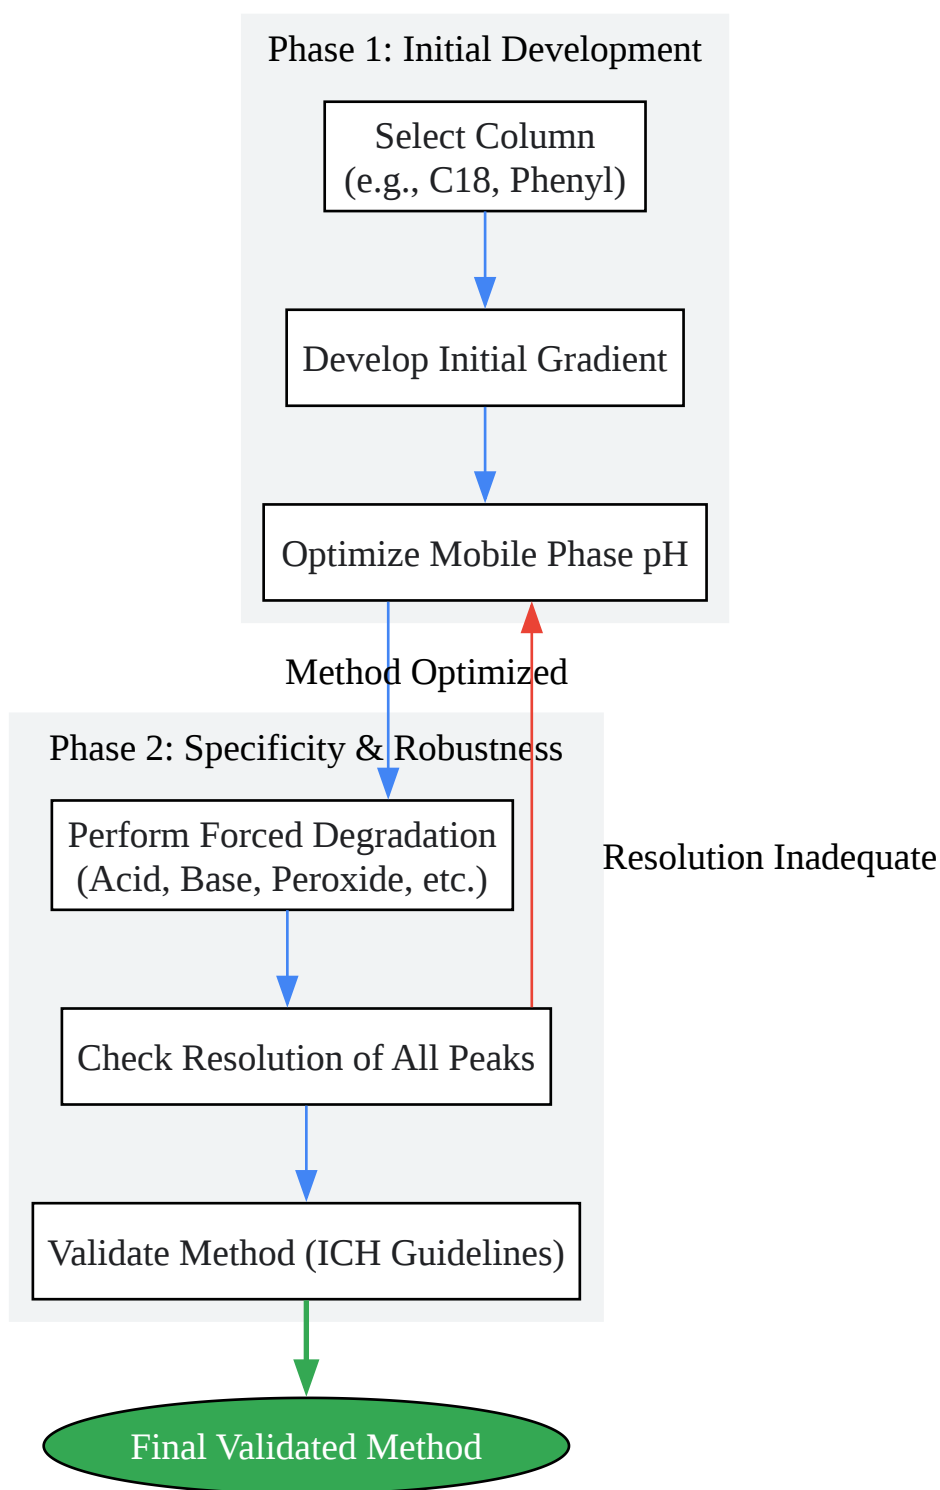 Phase 1: Initial Development
Select Column
(e.g., C18, Phenyl)
Develop Initial Gradient
Optimize Mobile Phase pH
Method Optimized
Phase 2: Specificity & Robustness
Perform Forced Degradation
(Acid, Base, Peroxide, etc.)
Resolution Inadequate
Check Resolution of All Peaks
Validate Method (ICH Guidelines)
Final Validated Method